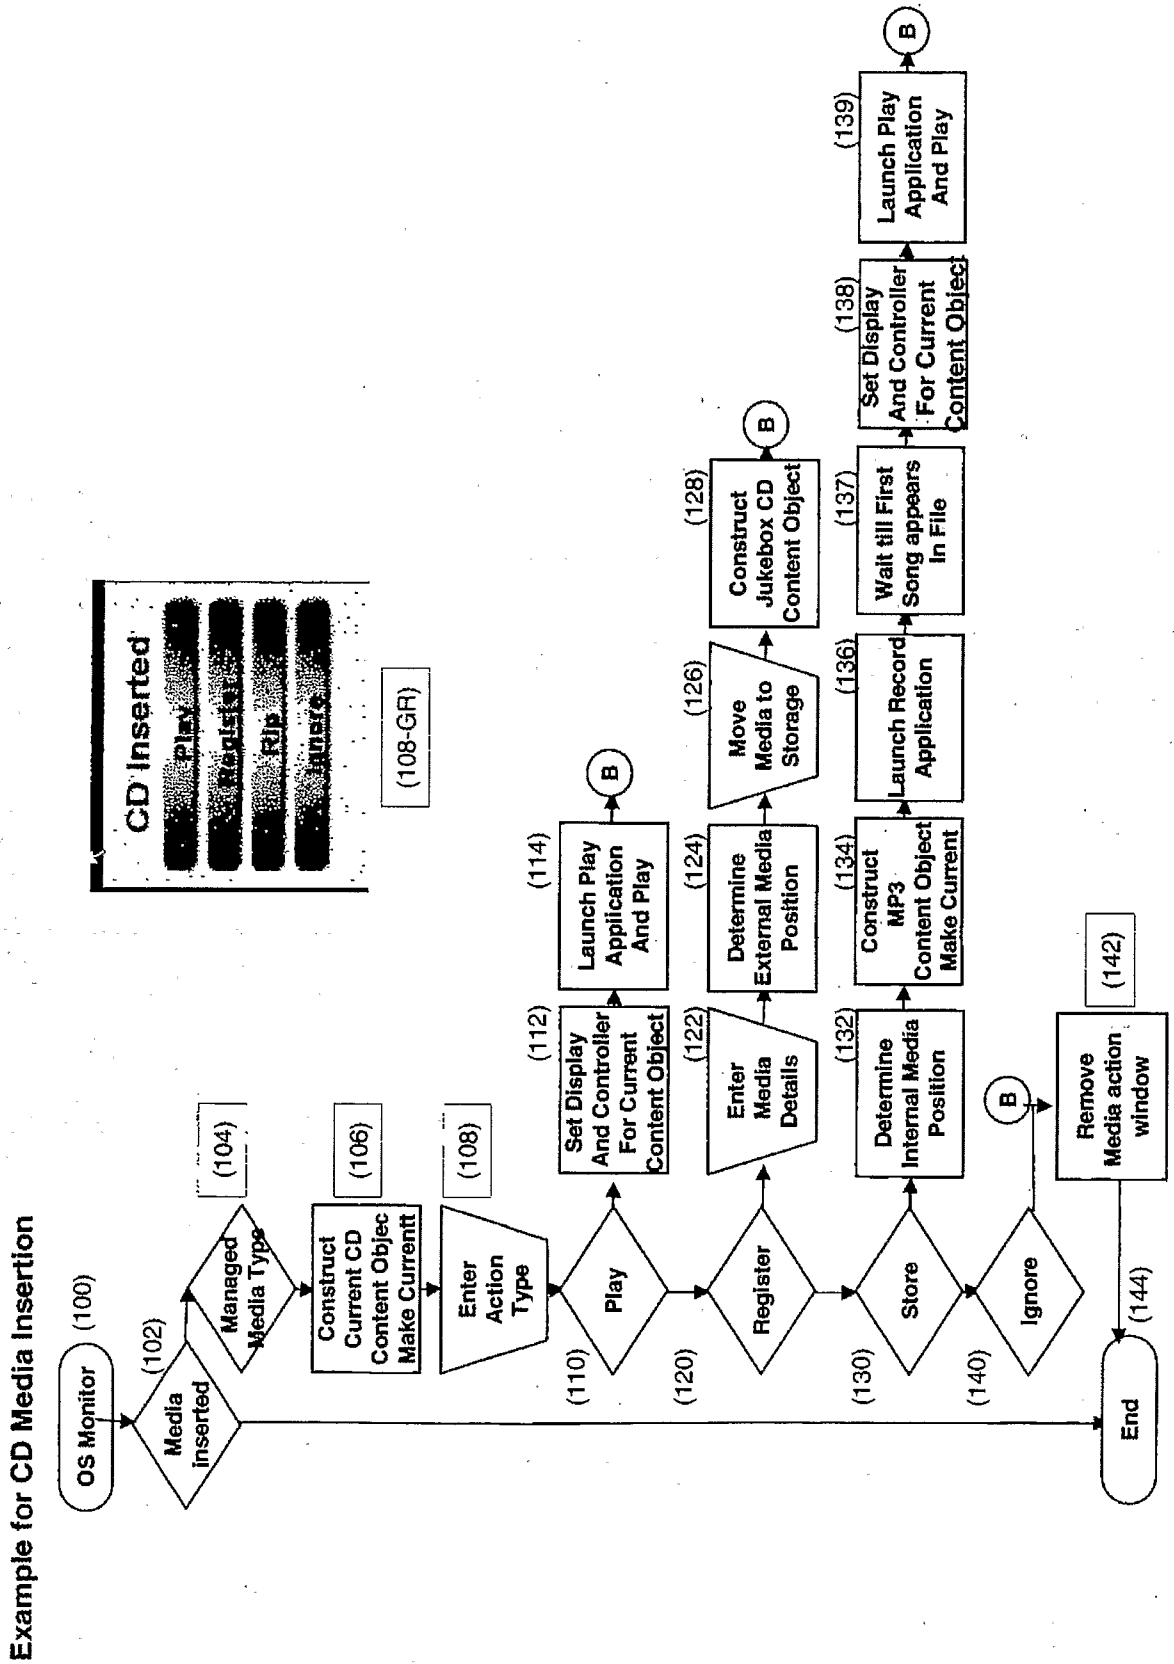 Example for CD Media Insertion
OS Monitor
(100)
Media
inserted
(102)
Managed
Media Type
(104)
Construct
Current CD
Content Objec
Make Currentt
(106)
Enter
Action
Type
(108)
CD Inserted
Play
Register
Rip
Ignore
(108-GR)
Play
(110)
Set Display
And Controller
For Current
Content Object
(112)
Launch Play
Application
And Play
(114)
B
Register
(120)
Enter
Media
Details
(122)
Determine
External Media
Position
(124)
Move
Media to
Storage
(126)
Construct
Jukebox CD
Content Object
(128)
B
Store
(130)
Determine
Internal Media
Position
(132)
Construct
MP3
Content Object
Make Current
(134)
Launch Record
Application
(136)
Wait till First
Song appears
In File
(137)
Set Display
And Controller
For Current
Content Object
(138)
Launch Play
Application
And Play
(139)
B
Ignore
(140)
B
Remove
Media action
window
(142)
End
(144)